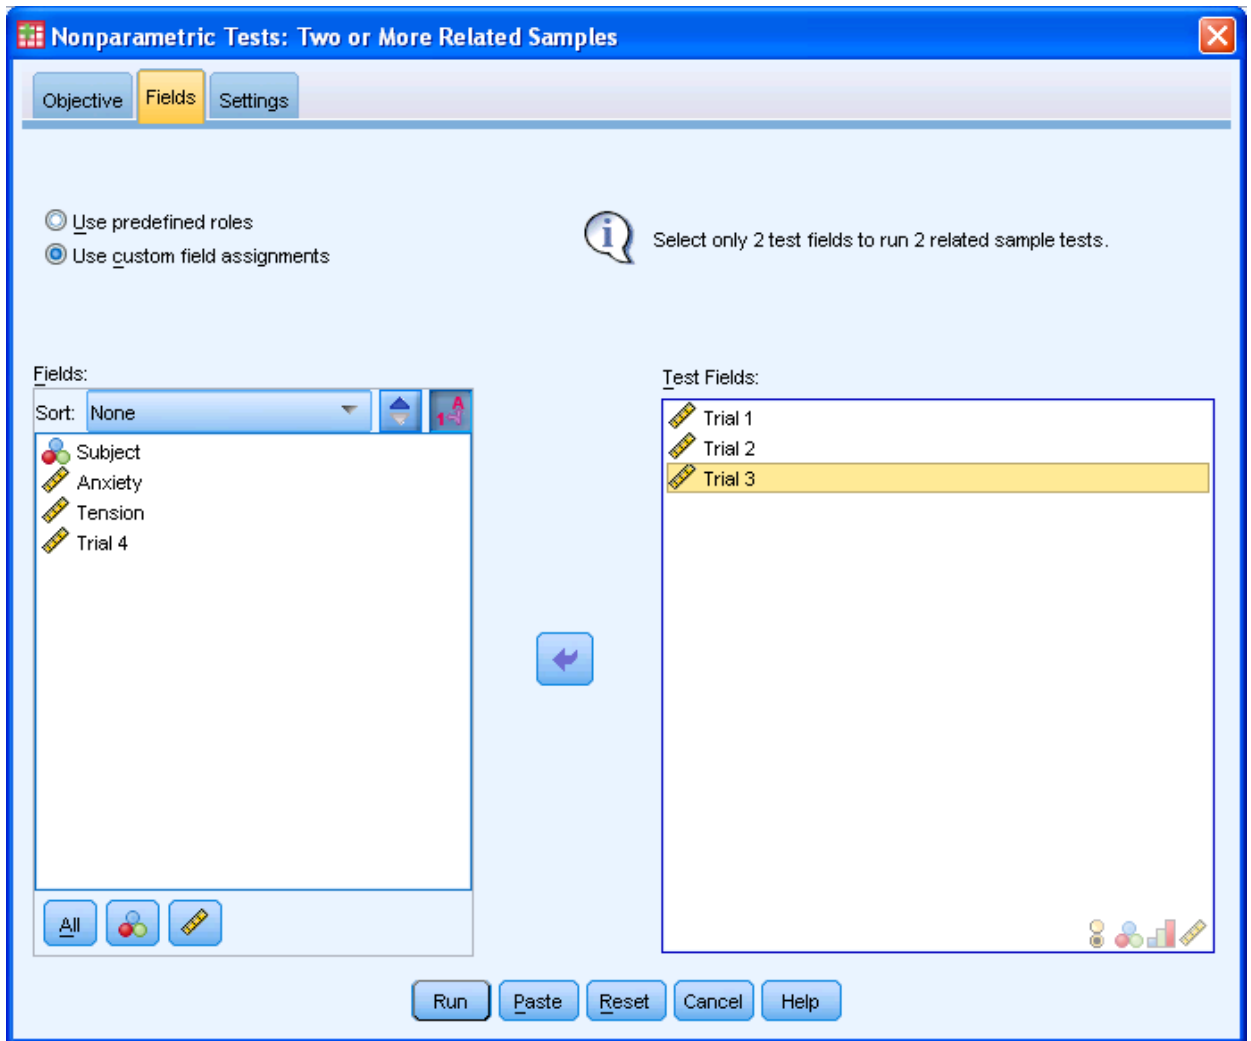 Nonparametric Tests: Two or More Related Samples
Objective Fields Settings
Use predefined roles
Use custom field assignments
Select only 2 test fields to run 2 related sample tests.
Fields:
Sort: None
Subject
Anxiety
Tension
Trial 4
All
Test Fields:
Trial 1
Trial 2
Trial 3
Run Paste Reset Cancel Help